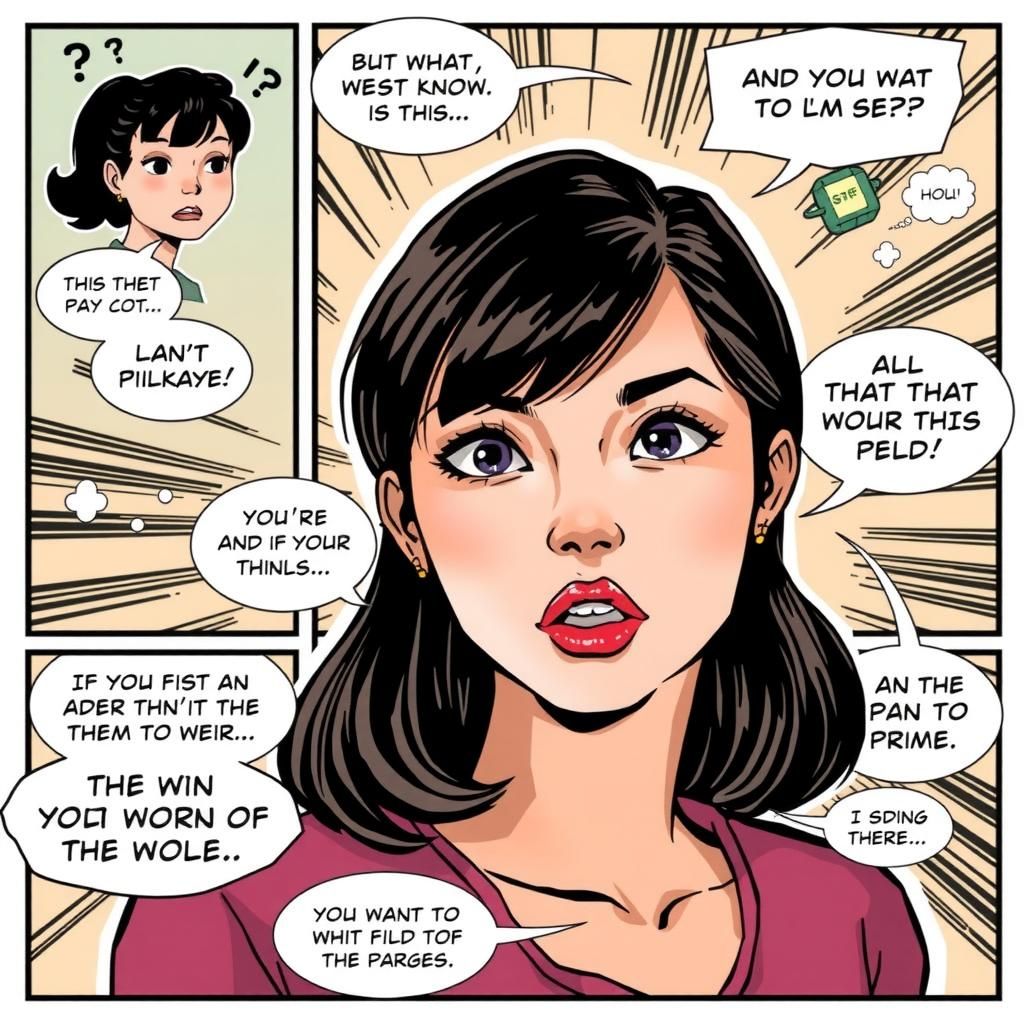 ?? !?
THIS THET
PAY COT...
LAN'T
PIILKAYE!
BUT WHAT,
WEST KNOW.
IS THIS...
AND YOU WAT
TO L'M SE??
HOLI'
ALL
THAT THAT
WOUR THIS
PELD!
YOU'RE
AND IF YOUR
THINLS...
IF YOU FIST AN
ADER THN'IT THE
THEM TO WEIR...
THE WIN
WORN OF
THE WOLE..
AN THE
PAN TO
PRIME.
I SDING
THERE...
YOU WANT TO
WHIT FILD TOF
THE PARGES.